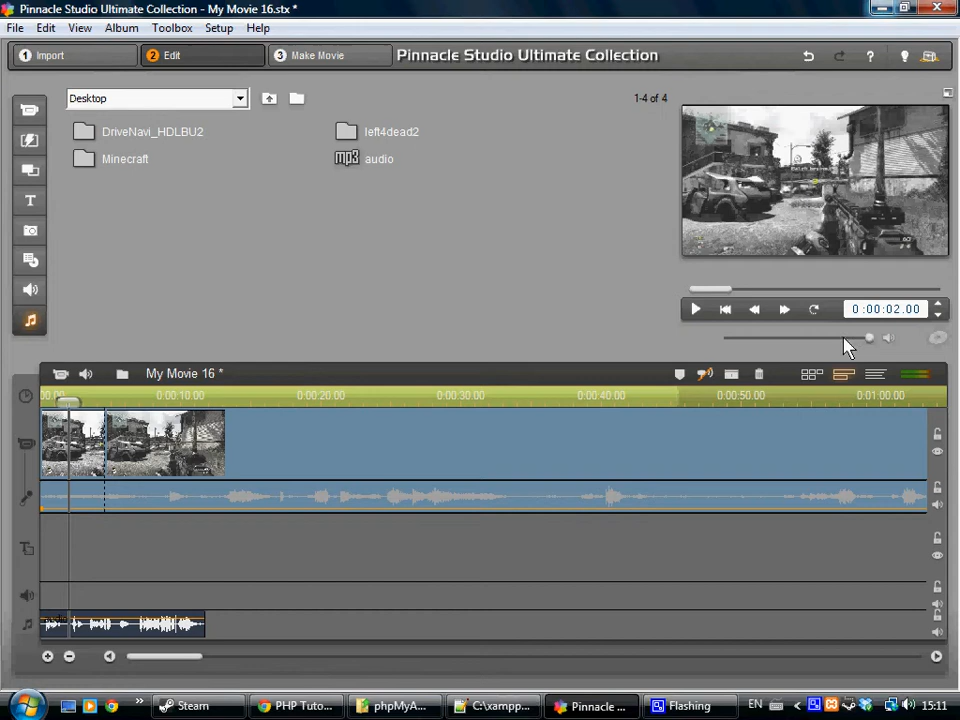 Pinnacle Studio Ultimate Collection - My Movie 16.stx *
File Edit View Album Toolbox Setup Help
1 Import 2 Edit 3 Make Movie Pinnacle Studio Ultimate Collection
Desktop
1-4 of 4
DriveNavi_HDLBU2 left4dead2
Minecraft mp3 audio
0:00:02.00
My Movie 16 *
0:00:10.00 0:00:20.00 0:00:30.00 0:00:40.00 0:00:50.00 0:01:00.00
Steam PHP Tuto... phpMyA... C:\xampp... Pinnacle ... Flashing EN 15:11